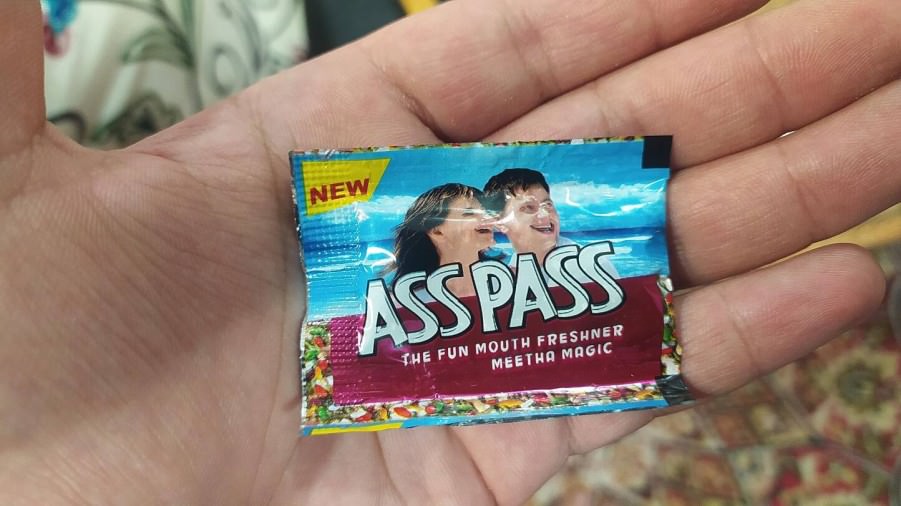 NEW
ASS PASS
THE FUN MOUTH FRESHNER
MEETHA MAGIC